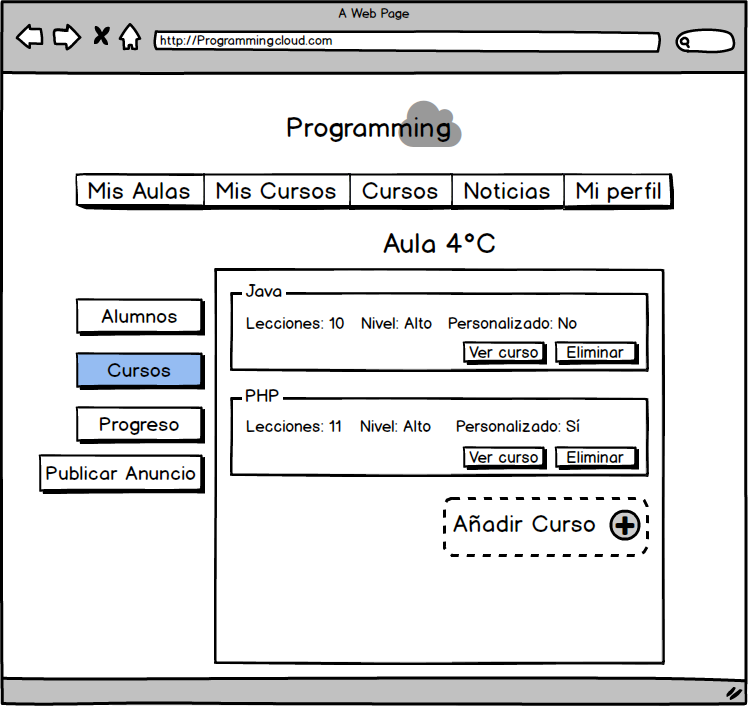 A Web Page
http://Programmingcloud.com
Programming
Mis Aulas Mis Cursos Cursos Noticias Mi perfil
Aula 4°C
Alumnos
Cursos
Progreso
Publicar Anuncio
Java
Lecciones: 10 Nivel: Alto Personalizado: No
Ver curso Eliminar
PHP
Lecciones: 11 Nivel: Alto Personalizado: Sí
Ver curso Eliminar
Añadir Curso